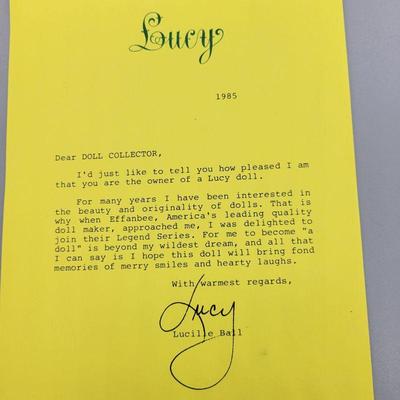 Lucy
1985
Dear DOLL COLLECTOR,
I'd just like to tell you how pleased I am
that you are the owner of a Lucy doll.
For many years I have been interested in
the beauty and originality of dolls. That is
why when Effanbee, America's leading quality
doll maker, approached me, I was delighted to
join their Legend Series. For me to become "a
doll" is beyond my wildest dream, and all that
I can say is I hope this doll will bring fond
memories of merry smiles and hearty laughs.
With warmest regards,
Lucy
Lucille Ball